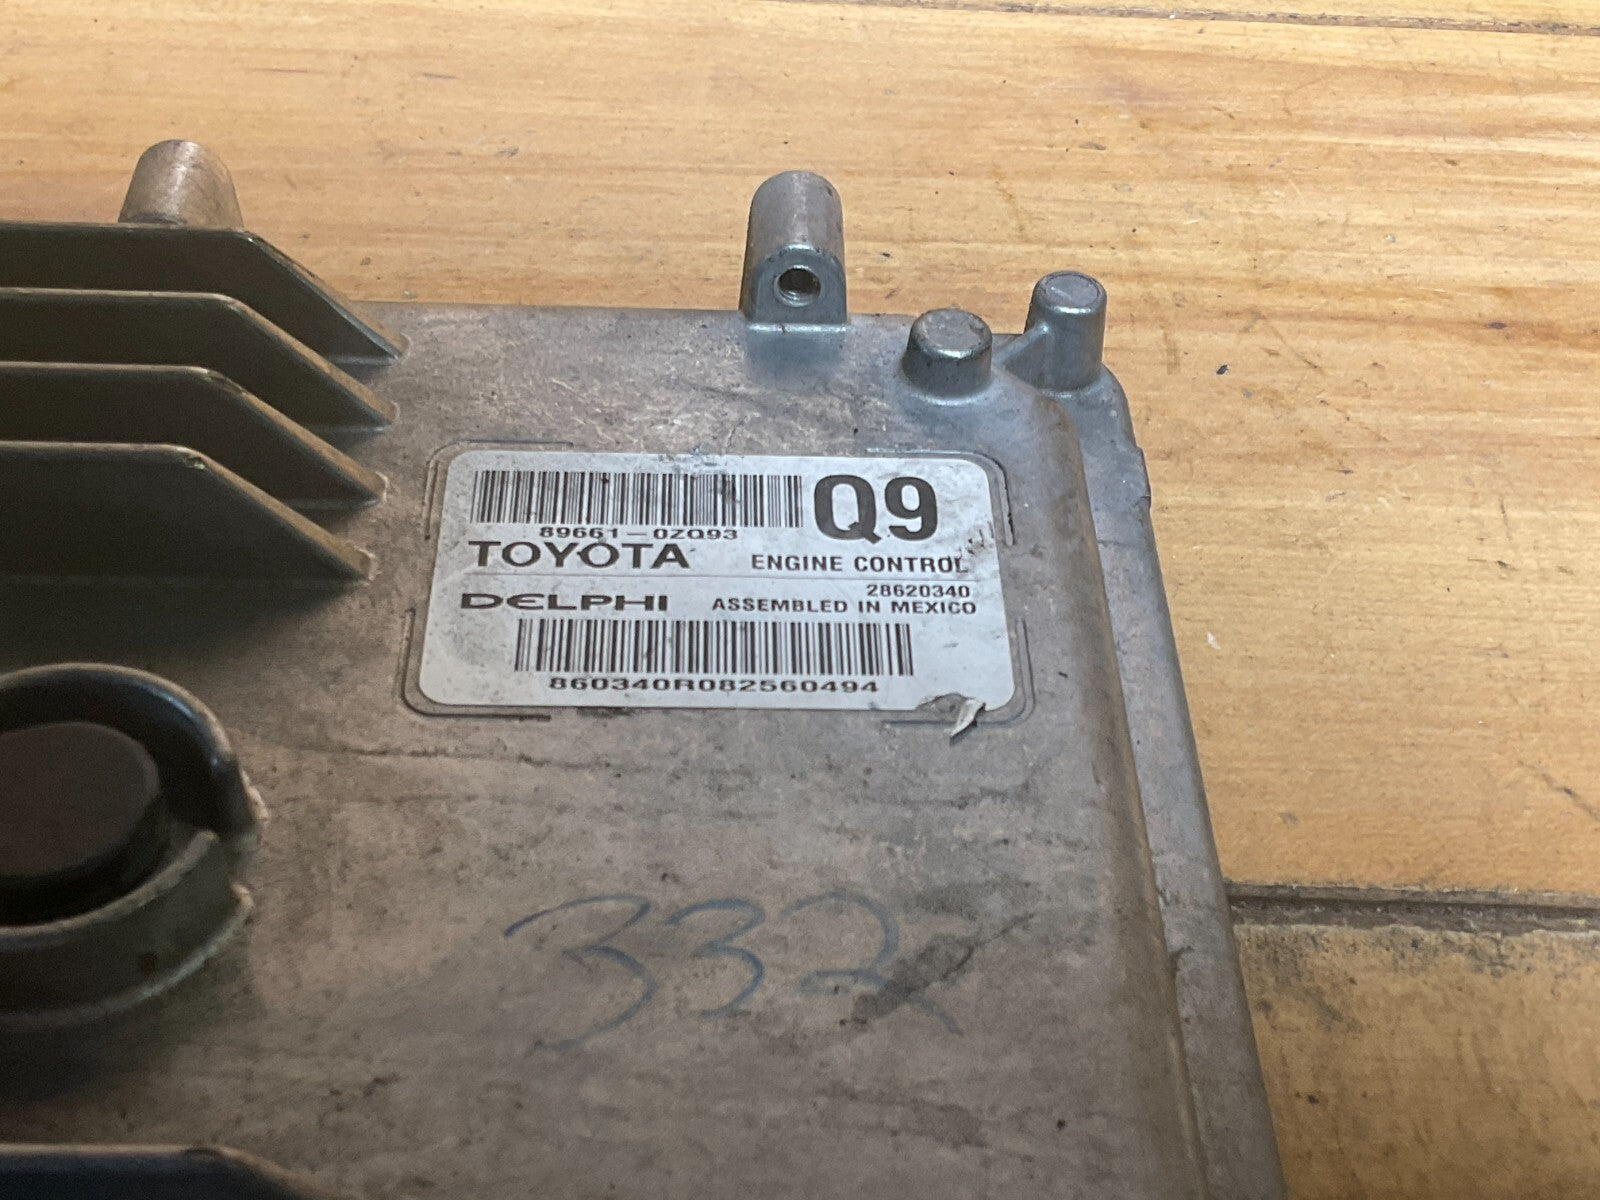 89661-0ZQ93
Q9
TOYOTA
ENGINE CONTROL
28620340
DELPHI
ASSEMBLED IN MEXICO
860340R082560494
332